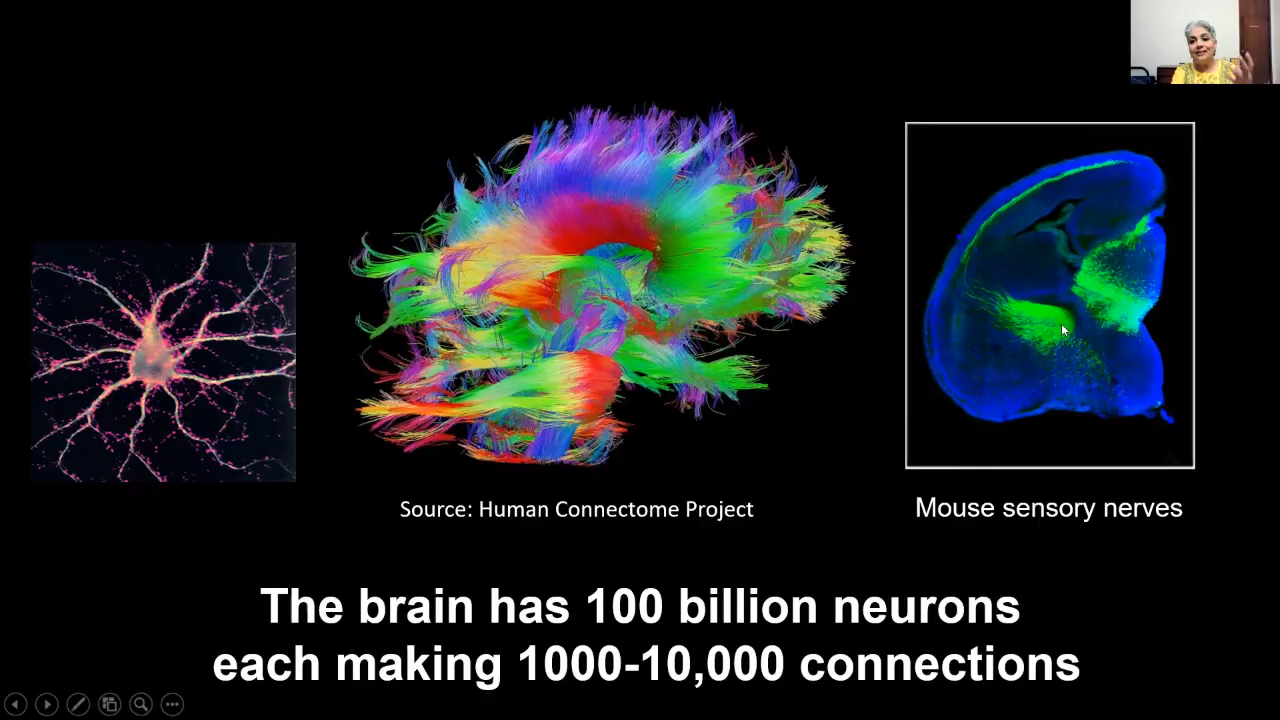 Source: Human Connectome Project
Mouse sensory nerves
The brain has 100 billion neurons
each making 1000-10,000 connections